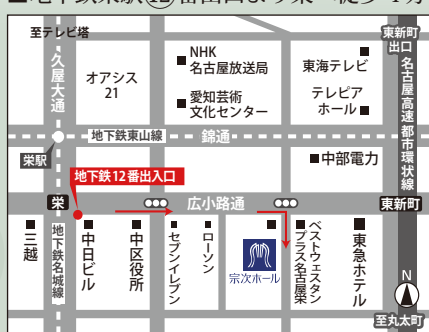 ■地下鉄栄駅⑫番出口より東へ徒歩4分
至テレビ塔
東新町
出口
NHK
名古屋放送局
東海テレビ
久屋大通
オアシス
21
愛知芸術
文化センター
テレピア
ホール
名古屋高速都市環状線
地下鉄東山線
錦通
栄駅
中部電力
地下鉄12番出入口
栄
広小路通
東新町
三越
地下鉄名城線
中日ビル
中区役所
セブンイレブン
ローソン
宗次ホール
ベストウェスタン
プラス名古屋栄
東急ホテル
N
至丸太町